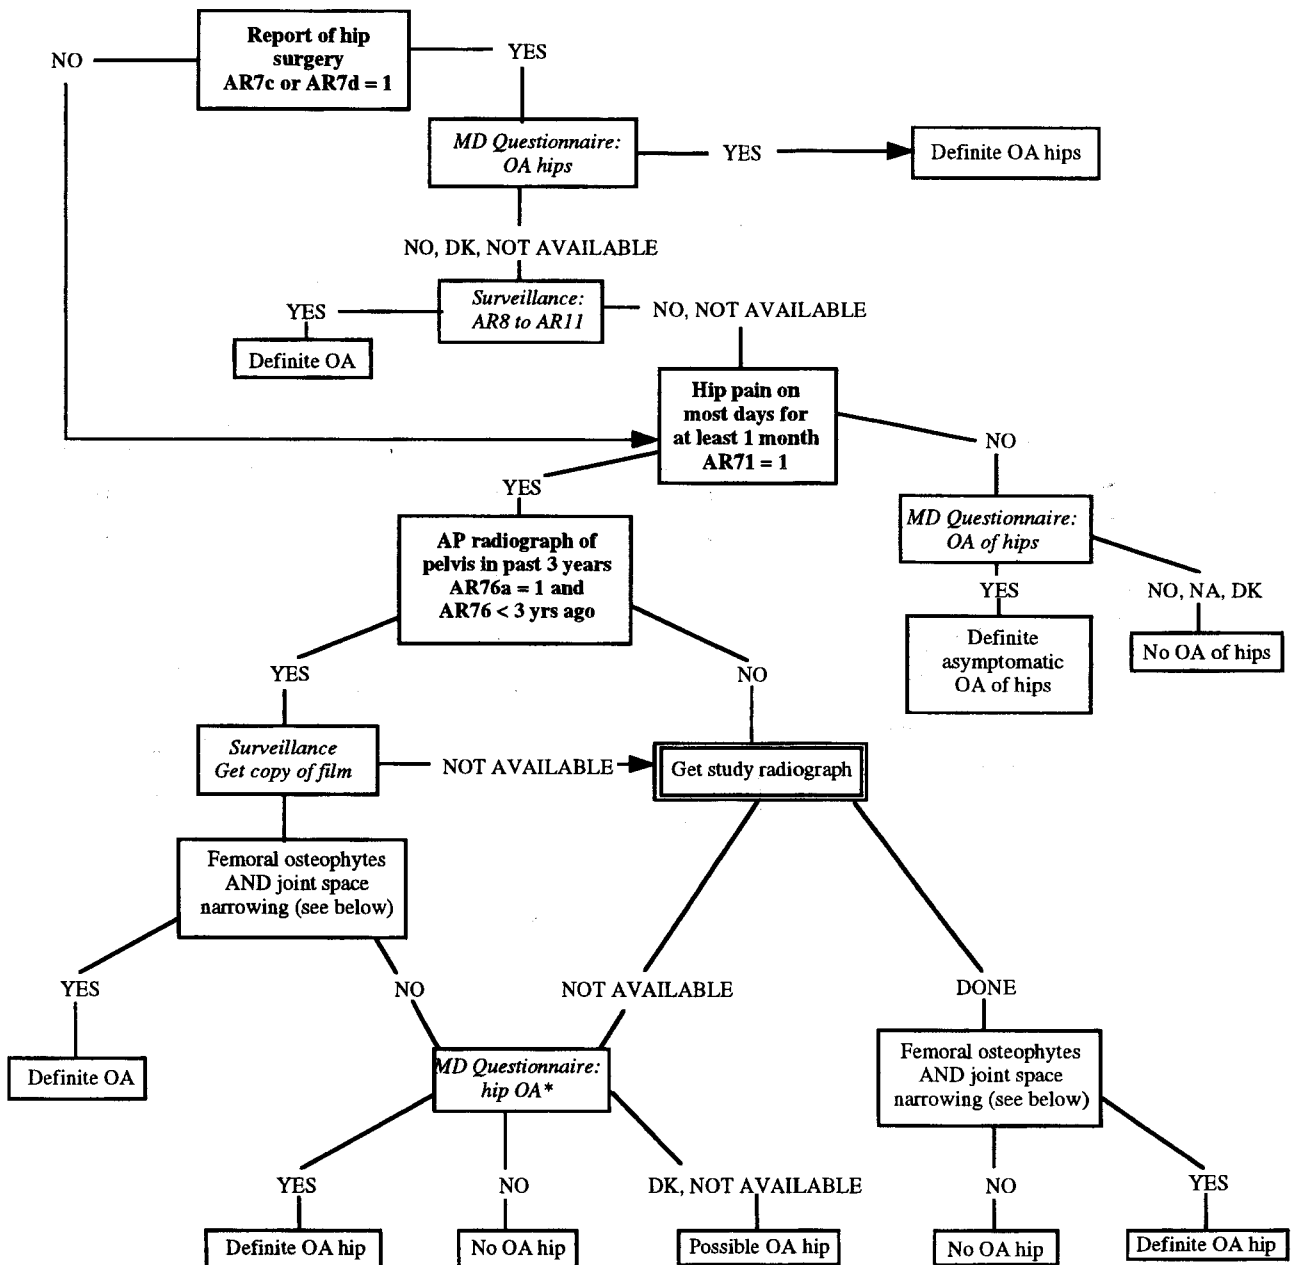 Report of hip
surgery
AR7c or AR7d = 1
NO
YES
MD Questionnaire:
OA hips
YES
Definite OA hips
NO, DK, NOT AVAILABLE
Surveillance:
AR8 to AR11
YES
NO, NOT AVAILABLE
Definite OA
Hip pain on
most days for
at least 1 month
AR71 = 1
YES
NO
AP radiograph of
pelvis in past 3 years
AR76a = 1 and
AR76 < 3 yrs ago
MD Questionnaire:
OA of hips
YES
NO, NA, DK
Definite
asymptomatic
OA of hips
No OA of hips
YES
NO
Surveillance
Get copy of film
NOT AVAILABLE
Get study radiograph
Femoral osteophytes
AND joint space
narrowing (see below)
YES
NO
NOT AVAILABLE
DONE
Definite OA
MD Questionnaire:
hip OA*
Femoral osteophytes
AND joint space
narrowing (see below)
YES
NO
DK, NOT AVAILABLE
NO
YES
Definite OA hip
No OA hip
Possible OA hip
No OA hip
Definite OA hip